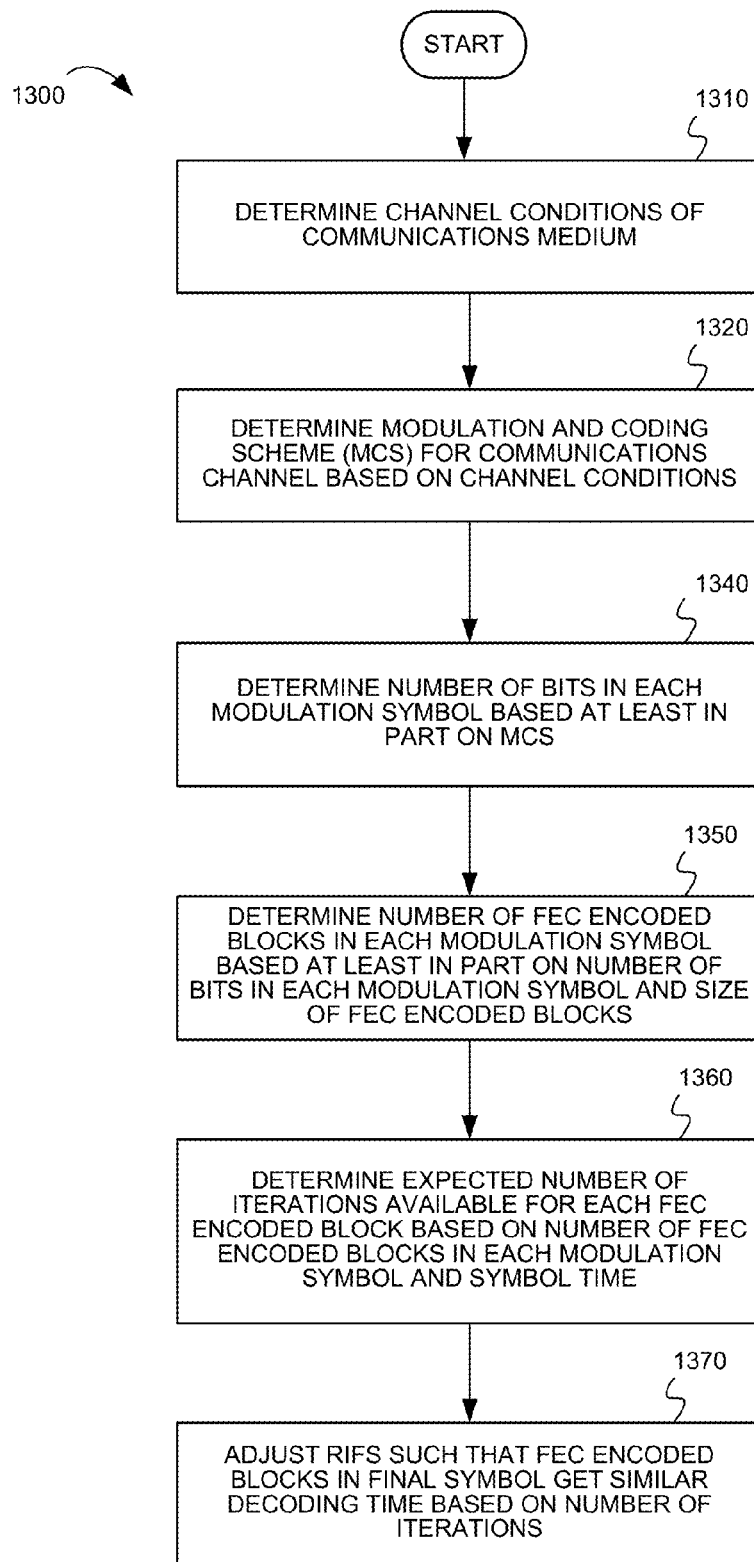 START
1300
1310
DETERMINE CHANNEL CONDITIONS OF
COMMUNICATIONS MEDIUM
1320
DETERMINE MODULATION AND CODING
SCHEME (MCS) FOR COMMUNICATIONS
CHANNEL BASED ON CHANNEL CONDITIONS
1340
DETERMINE NUMBER OF BITS IN EACH
MODULATION SYMBOL BASED AT LEAST IN
PART ON MCS
1350
DETERMINE NUMBER OF FEC ENCODED
BLOCKS IN EACH MODULATION SYMBOL
BASED AT LEAST IN PART ON NUMBER OF
BITS IN EACH MODULATION SYMBOL AND SIZE
OF FEC ENCODED BLOCKS
1360
DETERMINE EXPECTED NUMBER OF
ITERATIONS AVAILABLE FOR EACH FEC
ENCODED BLOCK BASED ON NUMBER OF FEC
ENCODED BLOCKS IN EACH MODULATION
SYMBOL AND SYMBOL TIME
1370
ADJUST RIFS SUCH THAT FEC ENCODED
BLOCKS IN FINAL SYMBOL GET SIMILAR
DECODING TIME BASED ON NUMBER OF
ITERATIONS